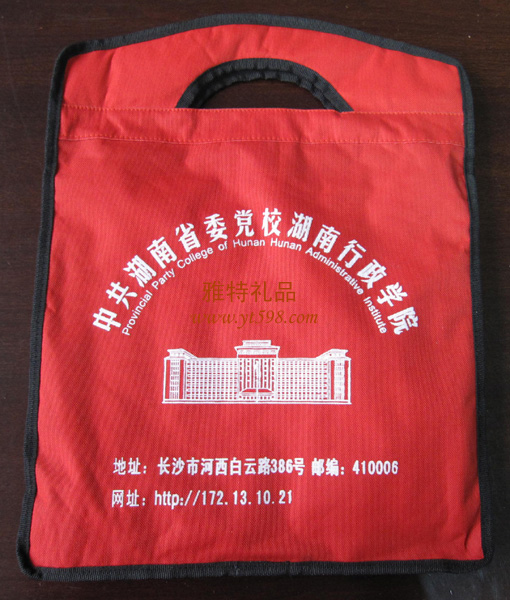 中共湖南省委党校湖南行政学院
Provincial Party College of Hunan Hunan Administrative Institute
雅特礼品
www.yt598.com
地址：长沙市河西白云路386号 邮编：410006
网址：http://172.13.10.21